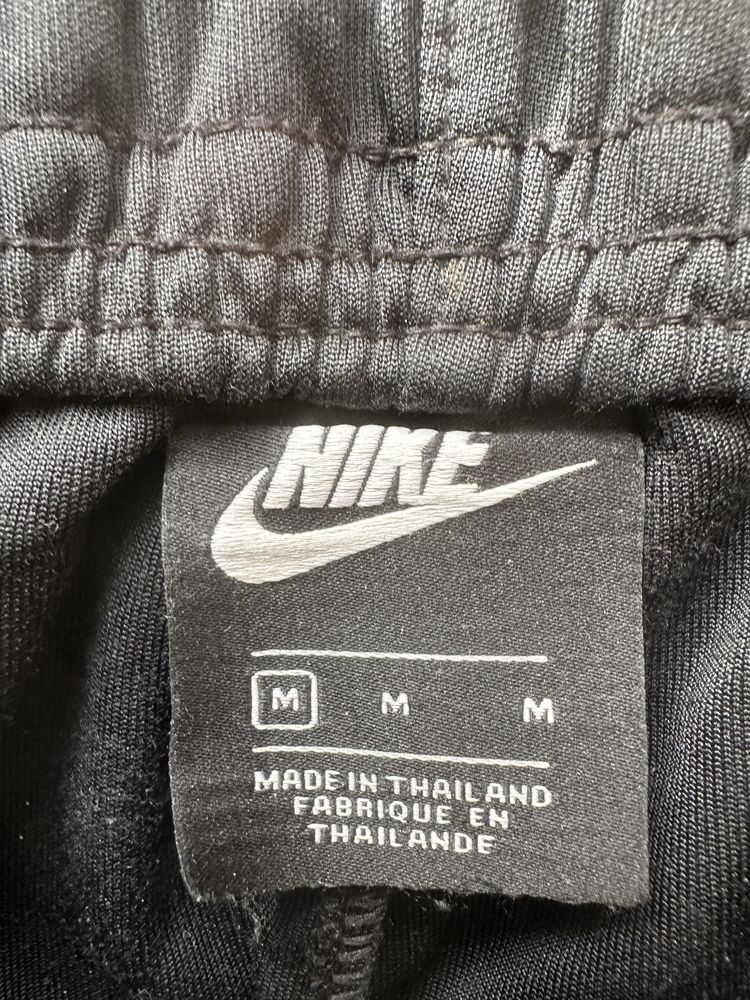 NIKE
M M M
MADE IN THAILAND
FABRIQUE EN
THAILANDE